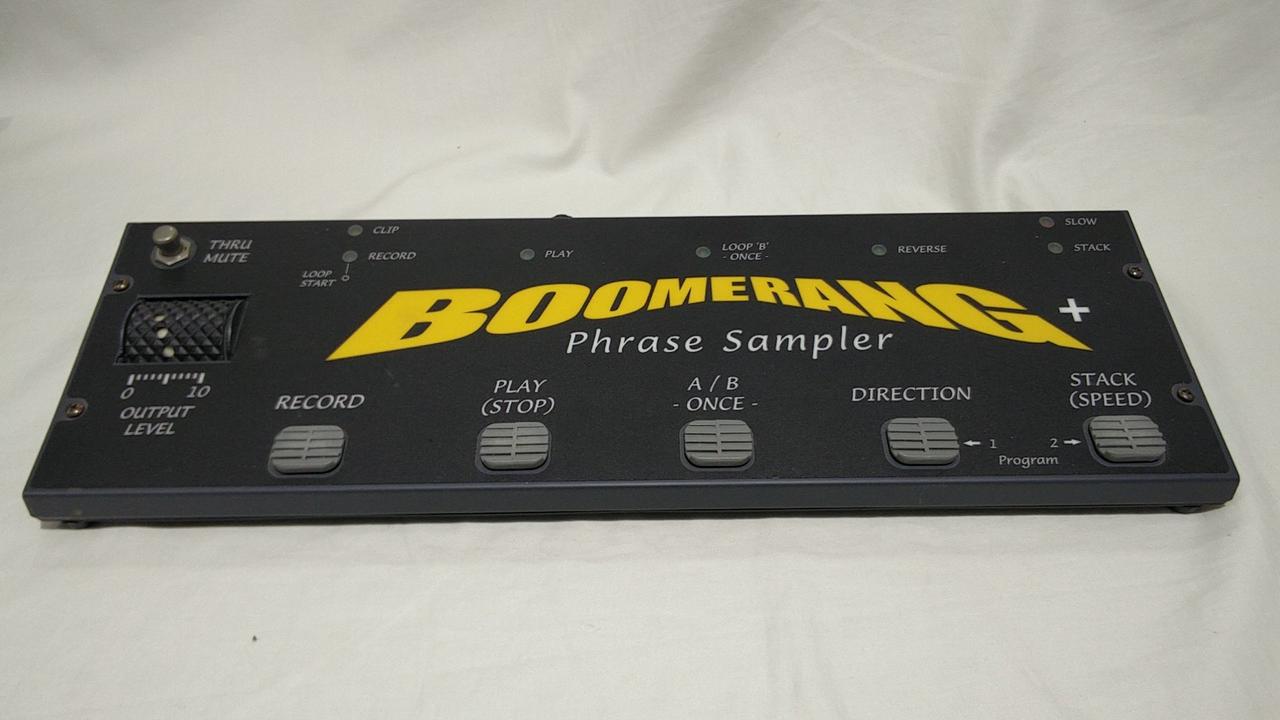 THRU
MUTE
CLIP
RECORD
LOOP
START
PLAY
LOOP 'B'
- ONCE -
REVERSE
SLOW
STACK
BOOMERANG +
Phrase Sampler
0 10
OUTPUT
LEVEL
RECORD
PLAY
(STOP)
A / B
- ONCE -
DIRECTION
STACK
(SPEED)
← 1 2 →
Program